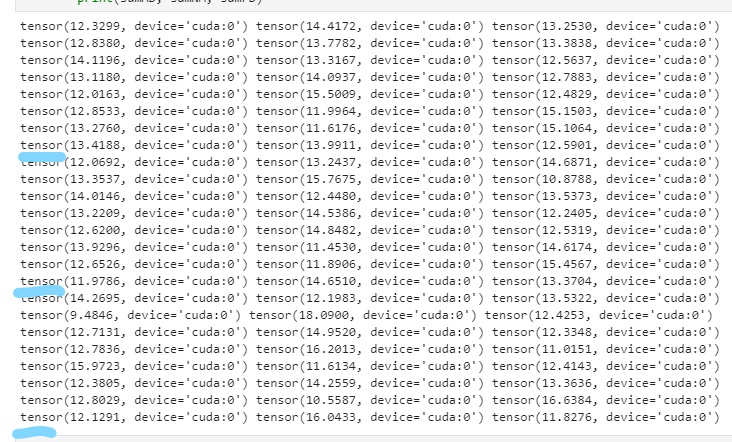 tensor(12.3299, device='cuda:0') tensor(14.4172, device='cuda:0') tensor(13.2530, device='cuda:0')
tensor(12.8380, device='cuda:0') tensor(13.7782, device='cuda:0') tensor(13.3838, device='cuda:0')
tensor(14.1196, device='cuda:0') tensor(13.3167, device='cuda:0') tensor(12.5637, device='cuda:0')
tensor(13.1180, device='cuda:0') tensor(14.0937, device='cuda:0') tensor(12.7883, device='cuda:0')
tensor(12.0163, device='cuda:0') tensor(15.5009, device='cuda:0') tensor(12.4829, device='cuda:0')
tensor(12.8533, device='cuda:0') tensor(11.9964, device='cuda:0') tensor(15.1503, device='cuda:0')
tensor(13.2760, device='cuda:0') tensor(11.6176, device='cuda:0') tensor(15.1064, device='cuda:0')
tensor(13.4188, device='cuda:0') tensor(13.9911, device='cuda:0') tensor(12.5901, device='cuda:0')
tensor(12.0692, device='cuda:0') tensor(13.2437, device='cuda:0') tensor(14.6871, device='cuda:0')
tensor(13.3537, device='cuda:0') tensor(15.7675, device='cuda:0') tensor(10.8788, device='cuda:0')
tensor(14.0146, device='cuda:0') tensor(12.4480, device='cuda:0') tensor(13.5373, device='cuda:0')
tensor(13.2209, device='cuda:0') tensor(14.5386, device='cuda:0') tensor(12.2405, device='cuda:0')
tensor(12.6200, device='cuda:0') tensor(14.8482, device='cuda:0') tensor(12.5319, device='cuda:0')
tensor(13.9296, device='cuda:0') tensor(11.4530, device='cuda:0') tensor(14.6174, device='cuda:0')
tensor(12.6526, device='cuda:0') tensor(11.8906, device='cuda:0') tensor(15.4567, device='cuda:0')
tensor(11.9786, device='cuda:0') tensor(14.6510, device='cuda:0') tensor(13.3704, device='cuda:0')
tensor(14.2695, device='cuda:0') tensor(12.1983, device='cuda:0') tensor(13.5322, device='cuda:0')
tensor(9.4846, device='cuda:0') tensor(18.0900, device='cuda:0') tensor(12.4253, device='cuda:0')
tensor(12.7131, device='cuda:0') tensor(14.9520, device='cuda:0') tensor(12.3348, device='cuda:0')
tensor(12.7836, device='cuda:0') tensor(16.2013, device='cuda:0') tensor(11.0151, device='cuda:0')
tensor(15.9723, device='cuda:0') tensor(11.6134, device='cuda:0') tensor(12.4143, device='cuda:0')
tensor(12.3805, device='cuda:0') tensor(14.2559, device='cuda:0') tensor(13.3636, device='cuda:0')
tensor(12.8029, device='cuda:0') tensor(10.5587, device='cuda:0') tensor(16.6384, device='cuda:0')
tensor(12.1291, device='cuda:0') tensor(16.0433, device='cuda:0') tensor(11.8276, device='cuda:0')